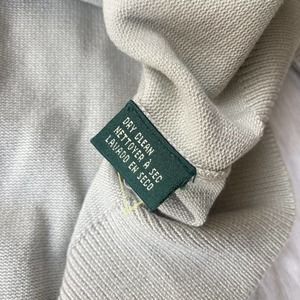 DRY CLEAN
NETTOYER A SEC
LAVADO EN SECO